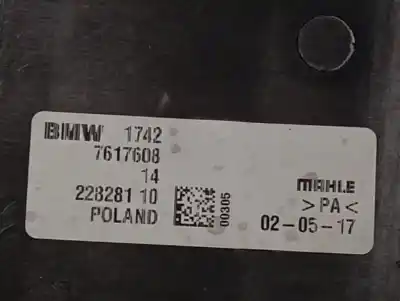 BMW 1742
7617608
14
228281 10
POLAND
00305
MAHLE
>PA<
02-05-17